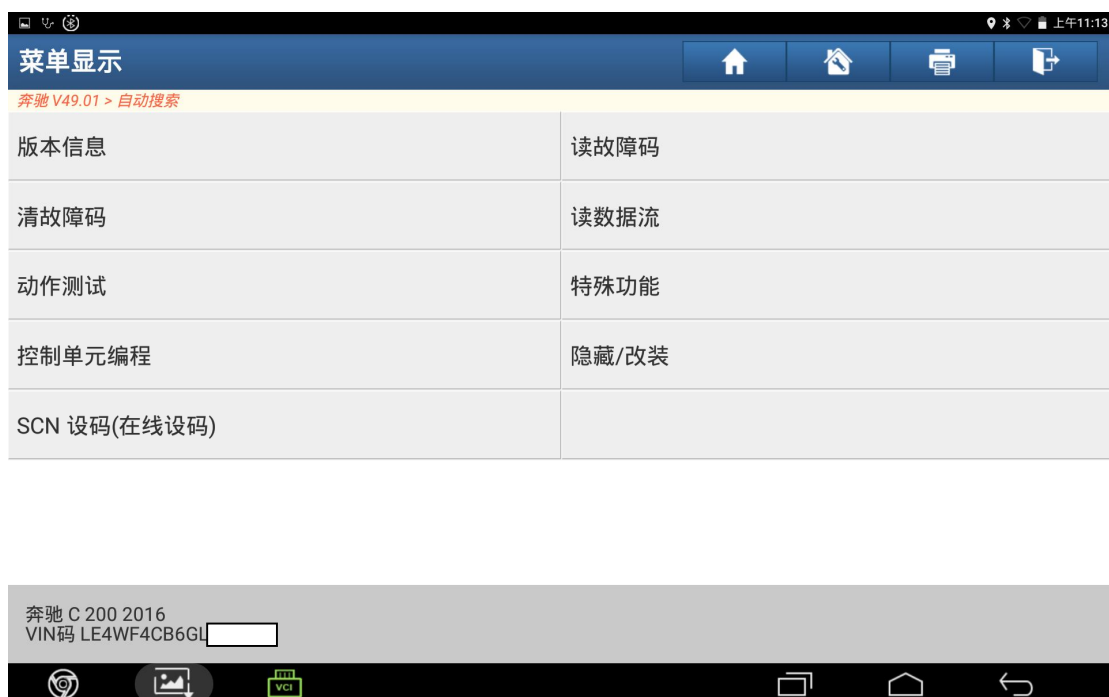 上午11:13
菜单显示
奔驰 V49.01 > 自动搜索
版本信息
读故障码
清故障码
读数据流
动作测试
特殊功能
控制单元编程
隐藏/改装
SCN 设码(在线设码)
奔驰 C 200 2016
VIN码 LE4WF4CB6GL
VCI